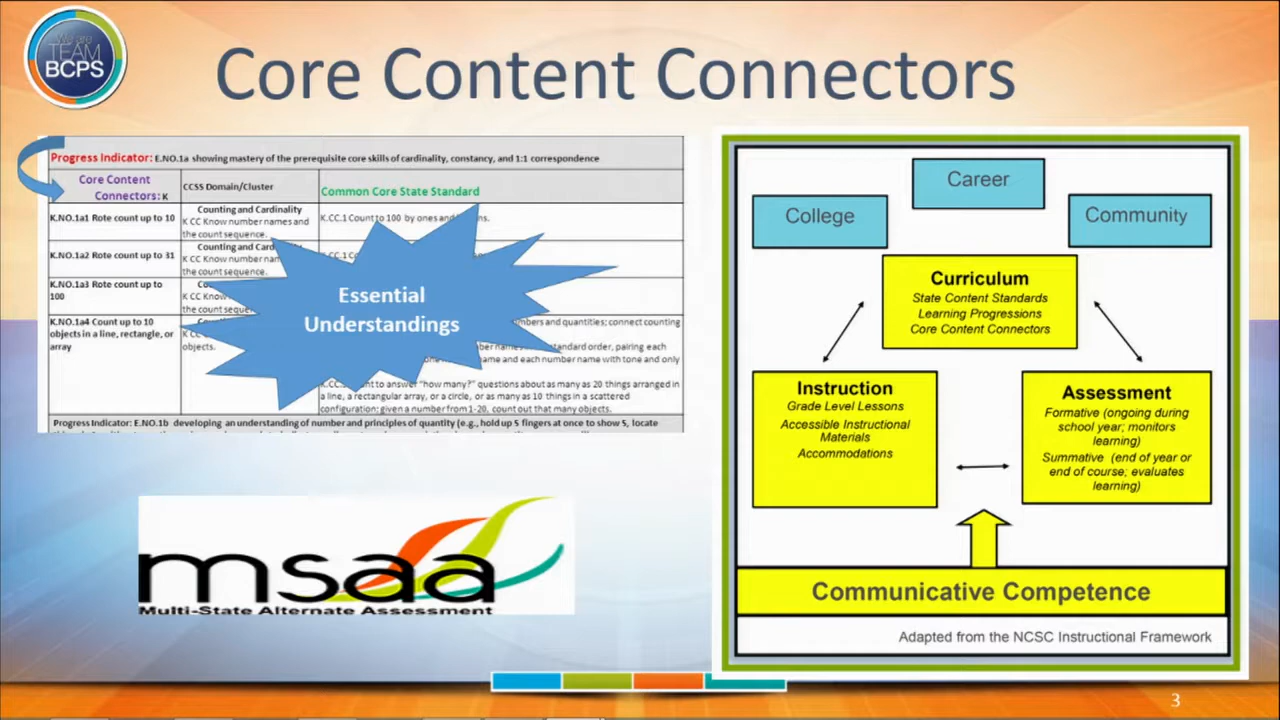 We are
TEAM
BCPS
Core Content Connectors
Progress Indicator: E.NO.1a showing mastery of the prerequisite core skills of cardinality, constancy, and 1:1 correspondence
Core Content
Connectors: K
CCSS Domain/Cluster
Common Core State Standard
K.NO.1a1 Rote count up to 10
Counting and Cardinality
K CC Know number names and
the count sequence.
K.CC.1 Count to 100 by ones and
K.NO.1a2 Rote count up to 31
Counting and
K CC Know number
the count sequence.
K.CC.1
K.NO.1a3 Rote count up to
100
K CC Know
the count
K.NO.1a4 Count up to 10
objects in a line, rectangle, or
array
objects.
and quantities; connect counting
standard order, pairing each
name and each number name with tone and only
to answer "how many?" questions about as many as 20 things arranged in
a line, a rectangular array, or a circle, or as many as 10 things in a scattered
configuration; given a number from 1-20, count out that many objects.
Essential
Understandings
Progress Indicator: E.NO.1b developing an understanding of number and principles of quantity (e.g., hold up 5 fingers at once to show 5, locate
msaa
Multi-State Alternate Assessment
Career
College
Community
Curriculum
State Content Standards
Learning Progressions
Core Content Connectors
Instruction
Grade Level Lessons
Accessible Instructional
Materials
Accommodations
Assessment
Formative (ongoing during
school year; monitors
learning)
Summative (end of year or
end of course; evaluates
learning)
Communicative Competence
Adapted from the NCSC Instructional Framework
3